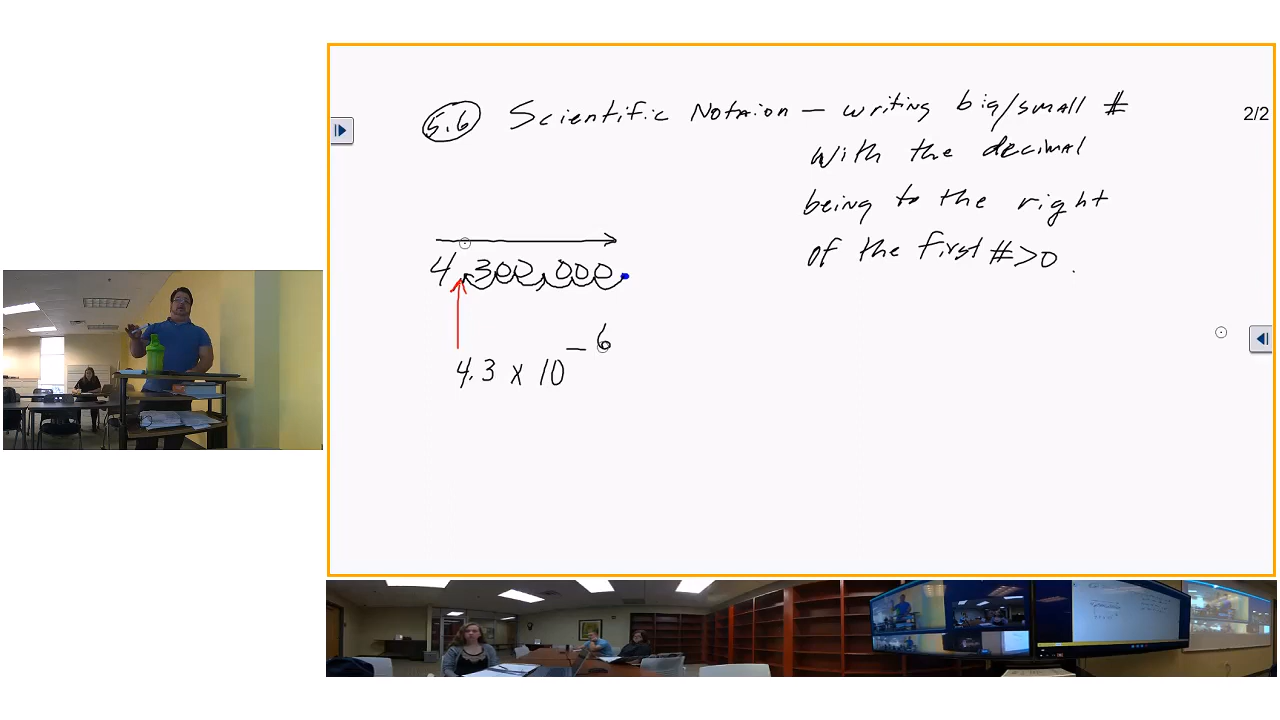 5.6 Scientific Notaion – writing big/small #
with the decimal
being to the right
of the first #>0.
2/2
4,300,000.
4.3 x 10⁻⁶